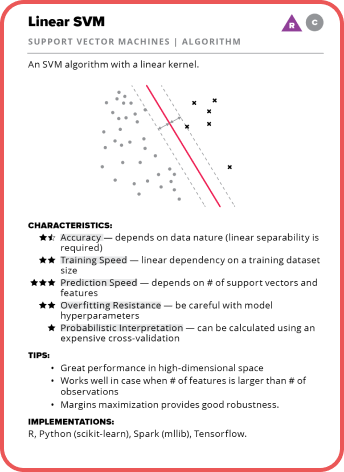 Linear SVM
R
C
SUPPORT VECTOR MACHINES | ALGORITHM
An SVM algorithm with a linear kernel.
CHARACTERISTICS:
Accuracy — depends on data nature (linear separability is
required)
Training Speed — linear dependency on a training dataset
size
Prediction Speed — depends on # of support vectors and
features
Overfitting Resistance — be careful with model
hyperparameters
Probabilistic Interpretation — can be calculated using an
expensive cross-validation
TIPS:
• Great performance in high-dimensional space
• Works well in case when # of features is larger than # of
observations
• Margins maximization provides good robustness.
IMPLEMENTATIONS:
R, Python (scikit-learn), Spark (mllib), Tensorflow.